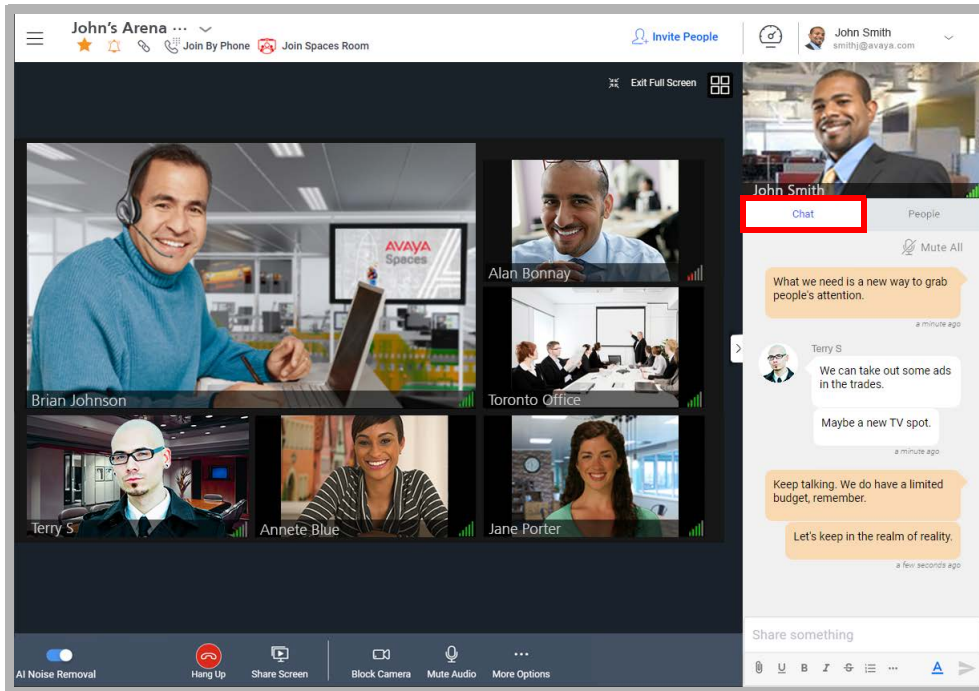 John's Arena ...
Join By Phone
Join Spaces Room
Invite People
John Smith
smithj@avaya.com
Exit Full Screen
AVAYA
Spaces
Brian Johnson
Alan Bonnay
Toronto Office
Terry S
Annete Blue
Jane Porter
John Smith
Chat
People
Mute All
What we need is a new way to grab
people's attention.
a minute ago
Terry S
We can take out some ads
in the trades.
Maybe a new TV spot.
a minute ago
Keep talking. We do have a limited
budget, remember.
Let's keep in the realm of reality.
a few seconds ago
Share something
U B I S ... A
AI Noise Removal
Hang Up
Share Screen
Block Camera
Mute Audio
More Options